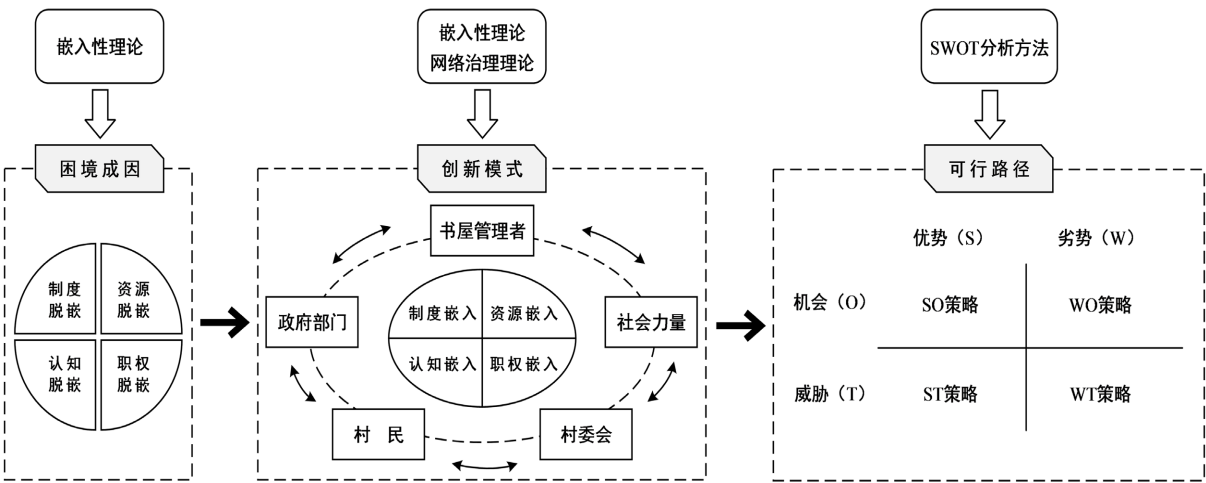 嵌入性理论
困境成因
制度
脱嵌
资源
脱嵌
认知
脱嵌
职权
脱嵌
嵌入性理论
网络治理理论
创新模式
书屋管理者
政府部门
社会力量
制度嵌入
资源嵌入
认知嵌入
职权嵌入
村 民
村委会
SWOT分析方法
可行路径
优势（S）
劣势（W）
机会（O）
SO策略
WO策略
威胁（T）
ST策略
WT策略